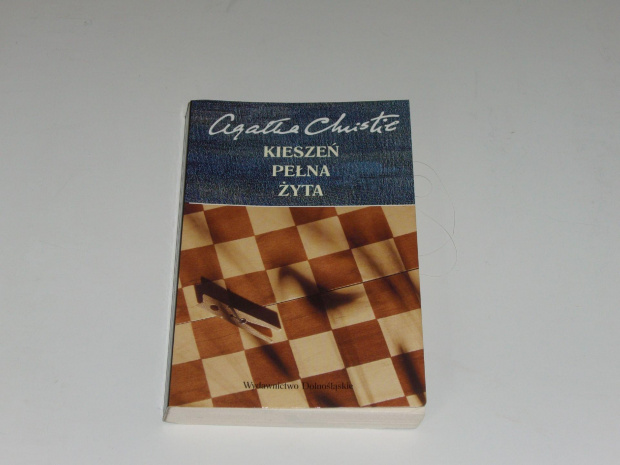 Agatha Christie
KIESZEŃ
PEŁNA
ŻYTA
Wydawnictwo Dolnośląskie